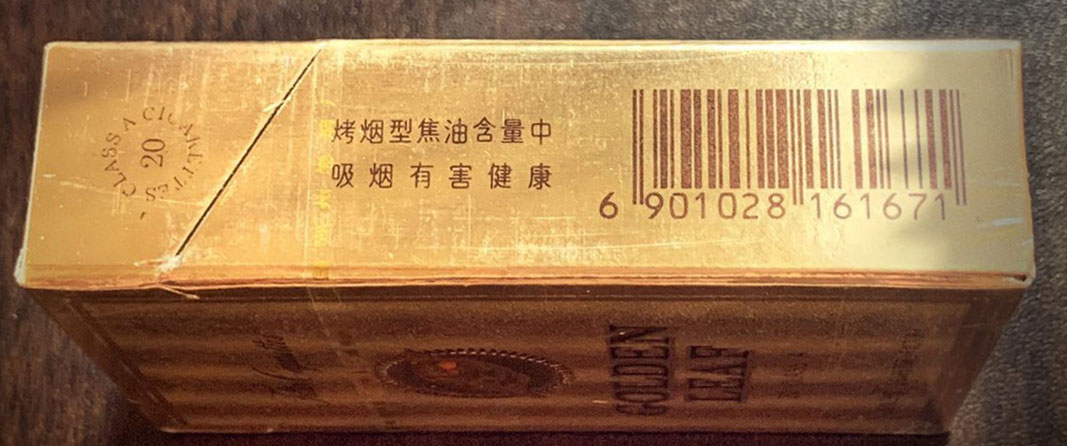 CLASS A CIGARETTES
20
烤烟型焦油含量中
吸烟有害健康
6 901028 161671
GOLDEN
LEAF